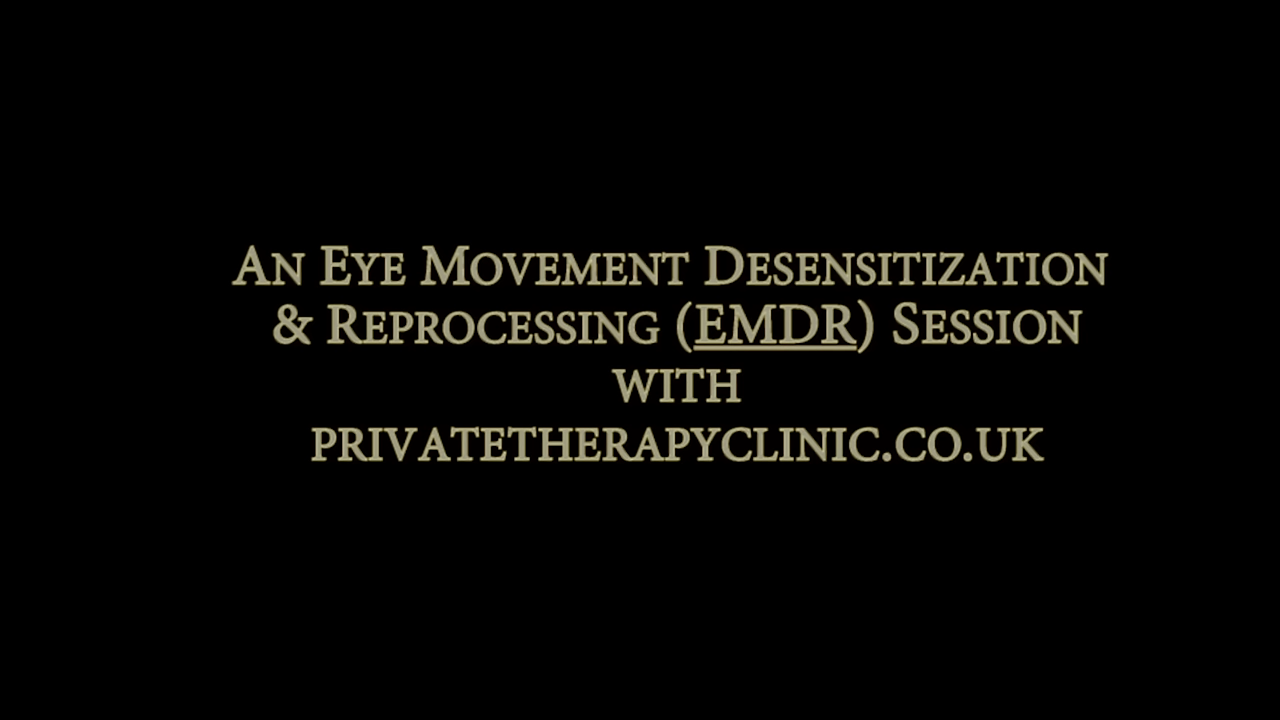 An Eye Movement Desensitization
& Reprocessing (EMDR) Session
with
privatetherapyclinic.co.uk